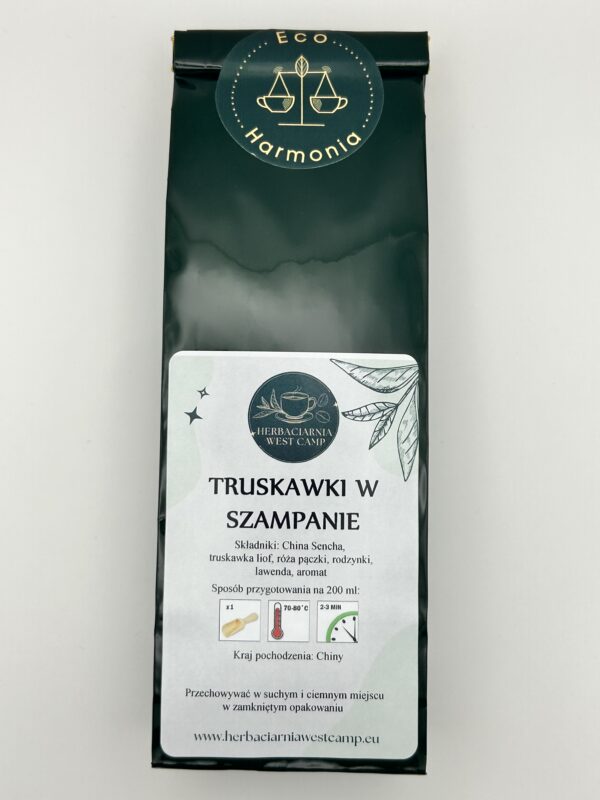 Eco
Harmonia
HERBACIARNIA
WEST CAMP
TRUSKAWKI W
SZAMPANIE
Składniki: China Sencha,
truskawka liof, róża pączki, rodzynki,
lawenda, aromat
Sposób przygotowania na 200 ml:
x1
70-80°C
2-3 MIN
Kraj pochodzenia: Chiny
Przechowywać w suchym i ciemnym miejscu
w zamkniętym opakowaniu
www.herbaciarniawestcamp.eu